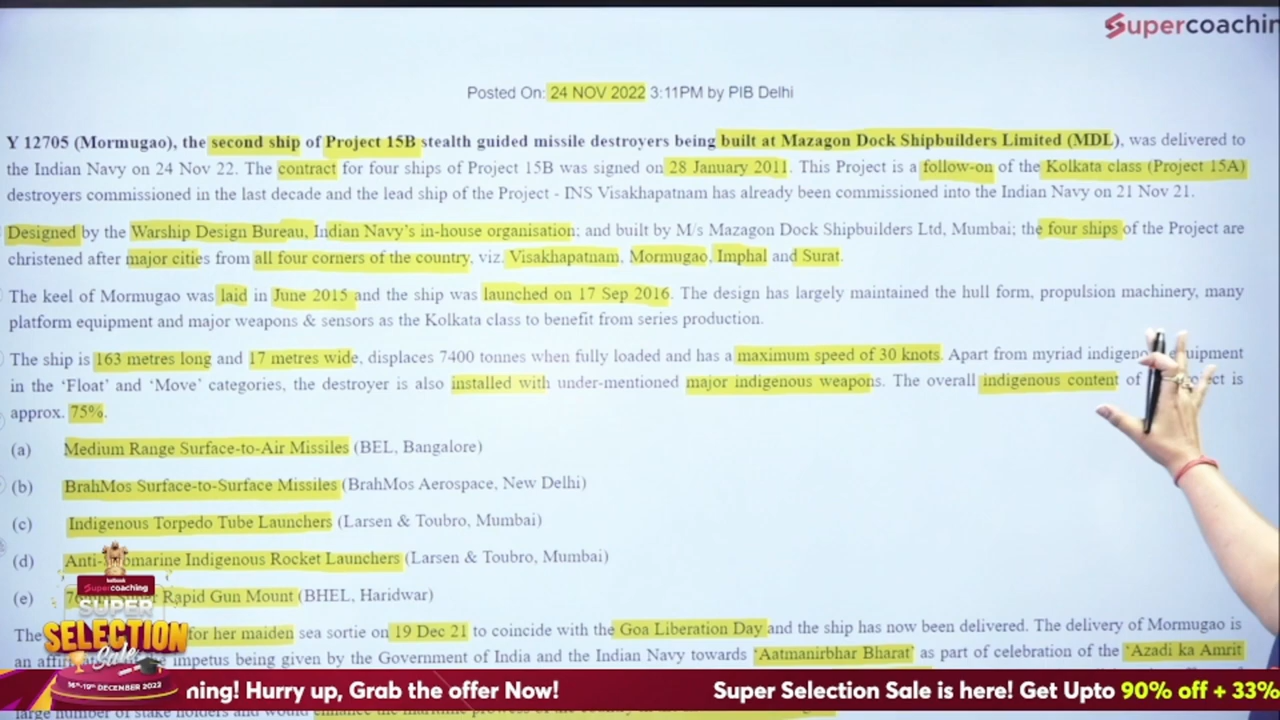 Supercoachin
Posted On: 24 NOV 2022 3:11PM by PIB Delhi
Y 12705 (Mormugao), the second ship of Project 15B stealth guided missile destroyers being built at Mazagon Dock Shipbuilders Limited (MDL), was delivered to
the Indian Navy on 24 Nov 22. The contract for four ships of Project 15B was signed on 28 January 2011. This Project is a follow-on of the Kolkata class (Project 15A)
destroyers commissioned in the last decade and the lead ship of the Project - INS Visakhapatnam has already been commissioned into the Indian Navy on 21 Nov 21.
Designed by the Warship Design Bureau, Indian Navy's in-house organisation; and built by M/s Mazagon Dock Shipbuilders Ltd, Mumbai; the four ships of the Project are
christened after major cities from all four corners of the country, viz. Visakhapatnam, Mormugao, Imphal and Surat.
The keel of Mormugao was laid in June 2015 and the ship was launched on 17 Sep 2016. The design has largely maintained the hull form, propulsion machinery, many
platform equipment and major weapons & sensors as the Kolkata class to benefit from series production.
The ship is 163 metres long and 17 metres wide, displaces 7400 tonnes when fully loaded and has a maximum speed of 30 knots. Apart from myriad
in the 'Float' and 'Move' categories, the destroyer is also installed with under-mentioned major indigenous weapons. The overall indigenous content of is
approx. 75%.
(a) Medium Range Surface-to-Air Missiles (BEL, Bangalore)
(b) BrahMos Surface-to-Surface Missiles (BrahMos Aerospace, New Delhi)
(c) Indigenous Torpedo Tube Launchers (Larsen & Toubro, Mumbai)
(d) Indigenous Rocket Launchers (Larsen & Toubro, Mumbai)
(e) Rapid Gun Mount (BHEL, Haridwar)
The for her maiden sea sortie on 19 Dec 21 to coincide with the Goa Liberation Day and the ship has now been delivered. The delivery of Mormugao is
an impetus being given by the Government of India and the Indian Navy towards 'Aatmanirbhar Bharat' as part of celebration of the 'Azadi ka Amrit
Supercoaching
SUPER
SELECTION
Sale
16th-19th DECEMBER 2022
ning! Hurry up, Grab the offer Now! Super Selection Sale is here! Get Upto 90% off + 33%